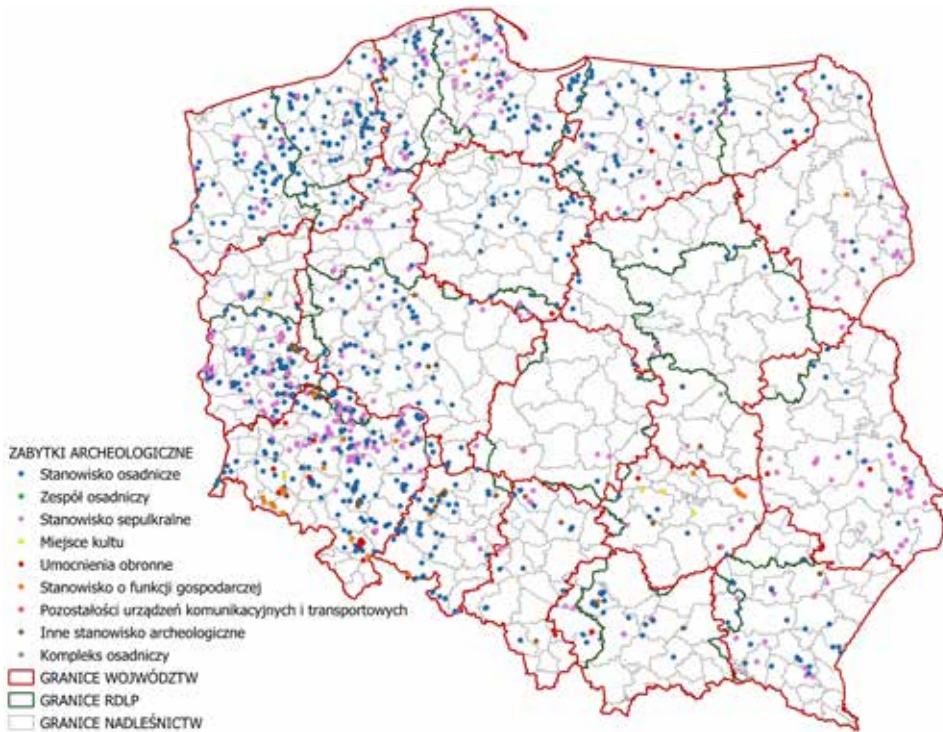 ZABYTKI ARCHEOLOGICZNE
Stanowisko osadnicze
Zespół osadniczy
Stanowisko sepulkralne
Miejsce kultu
Umocnienia obronne
Stanowisko o funkcji gospodarczej
Pozostałości urządzeń komunikacyjnych i transportowych
Inne stanowisko archeologiczne
Kompleks osadniczy
GRANICE WOJWÓDZTW
GRANICE RDLP
GRANICE NADLEŚNICTW